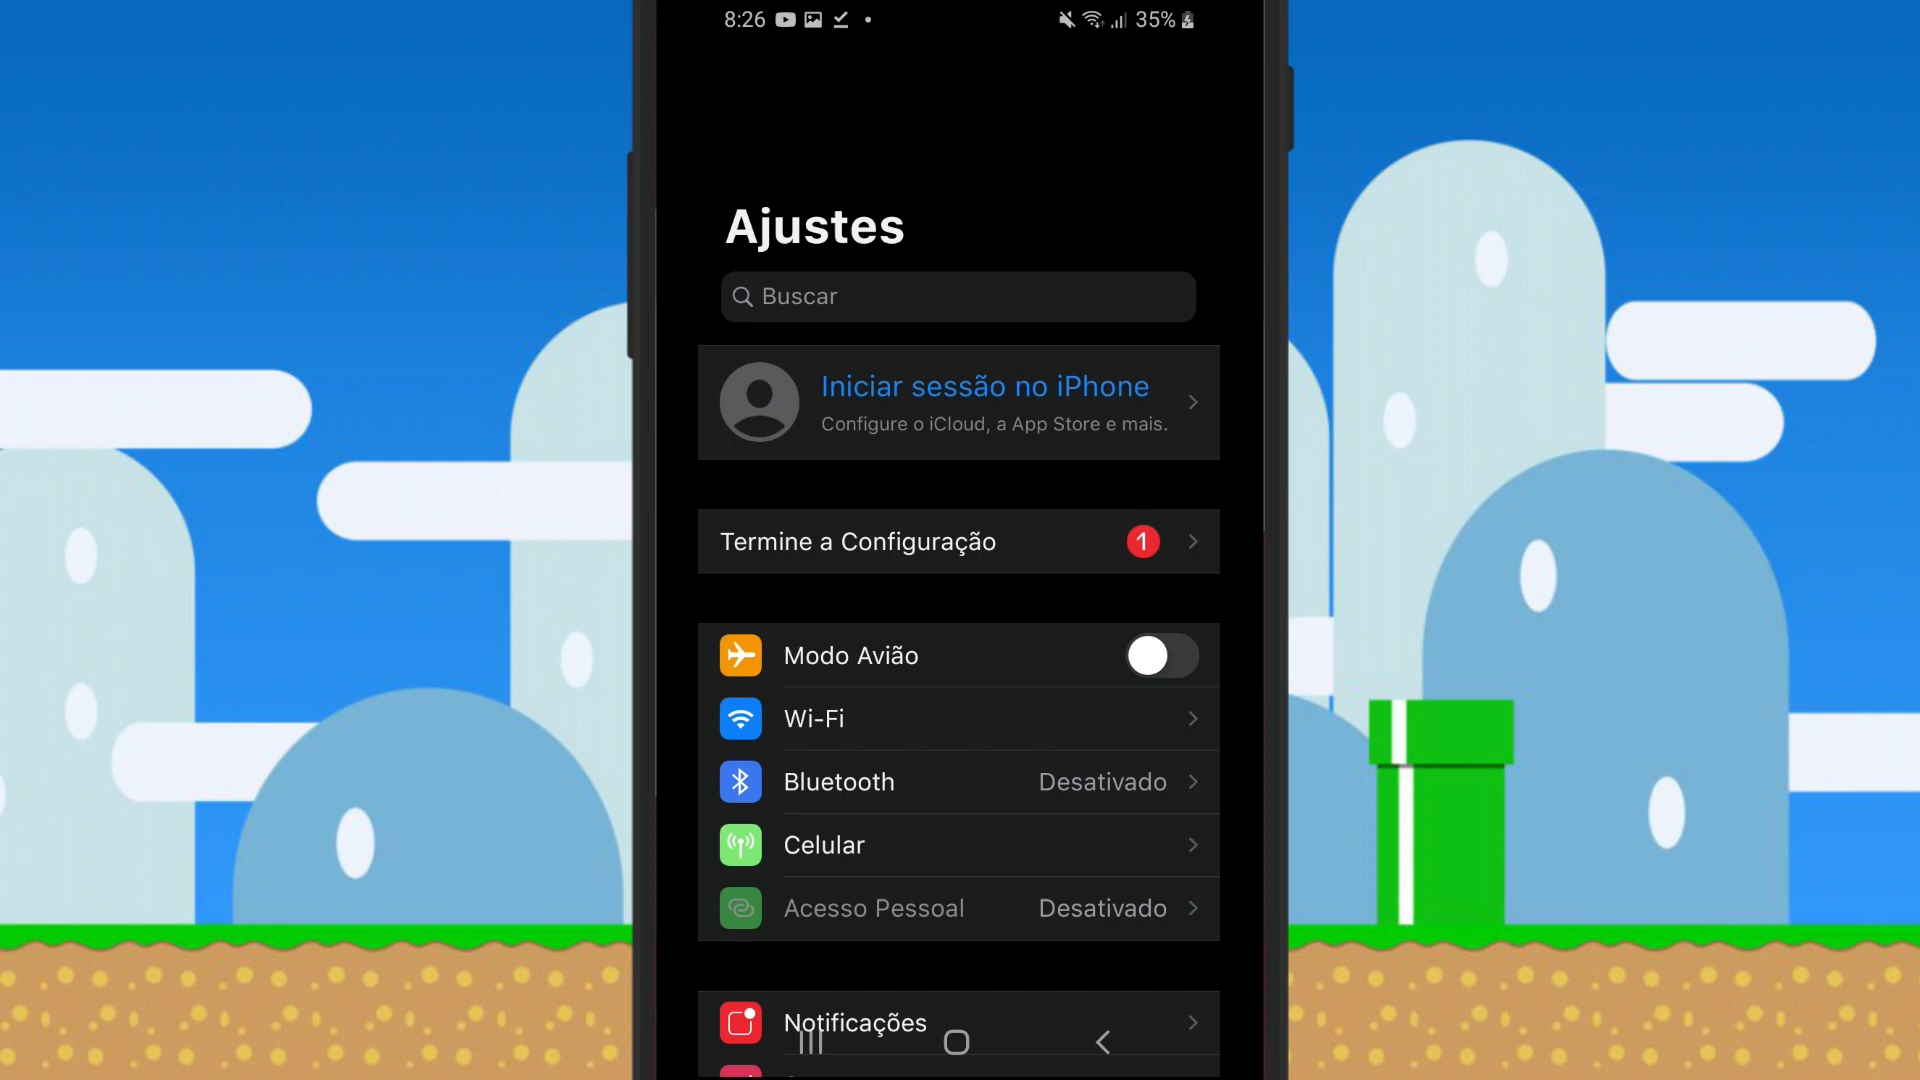 8:26
35%
Ajustes
Buscar
Iniciar sessão no iPhone
Configure o iCloud, a App Store e mais.
Termine a Configuração
1
Modo Avião
Wi-Fi
Bluetooth Desativado
Celular
Acesso Pessoal Desativado
Notificações